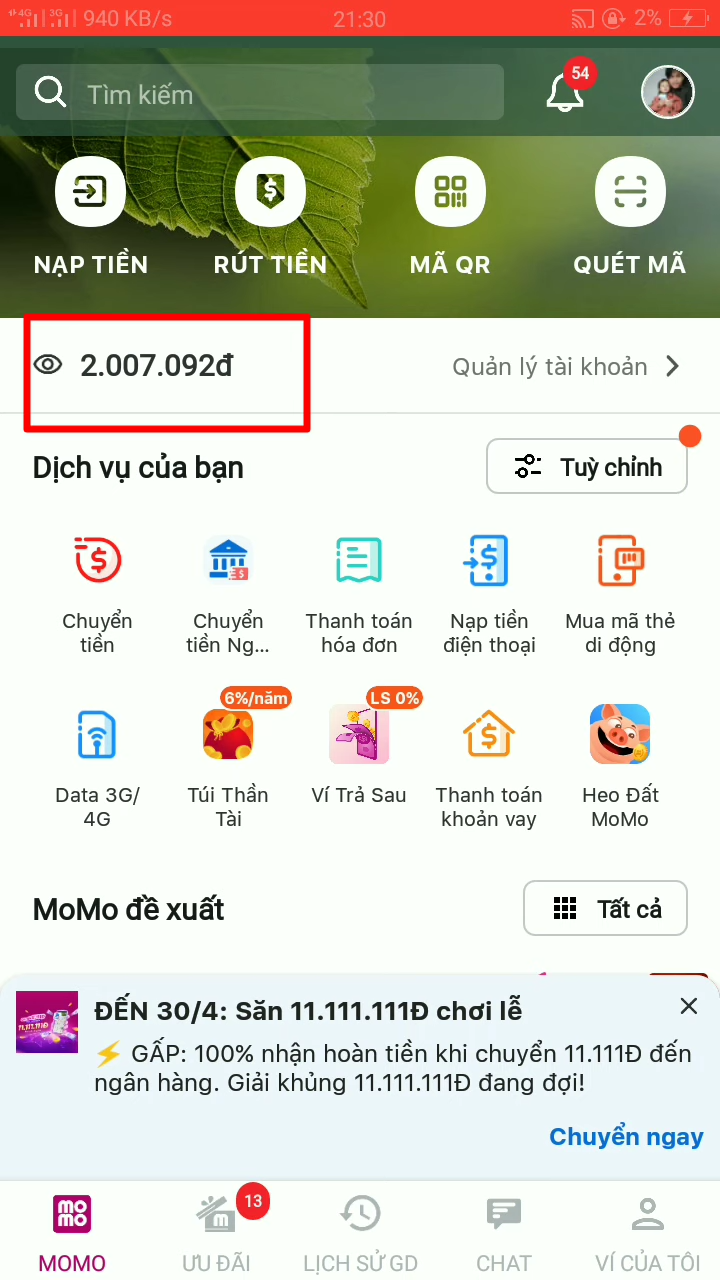 4G 3G 940 KB/s 21:30 2%
Tìm kiếm 54
NẠP TIỀN RÚT TIỀN MÃ QR QUÉT MÃ
2.007.092đ Quản lý tài khoản
Dịch vụ của bạn Tuỳ chỉnh
Chuyển Chuyển Thanh toán Nạp tiền Mua mã thẻ
tiền tiền Ng... hóa đơn điện thoại di động
6%/năm LS 0%
Data 3G/ Túi Thần Ví Trả Sau Thanh toán Heo Đất
4G Tài khoản vay MoMo
MoMo đề xuất Tất cả
ĐẾN 30/4: Săn 11.111.111Đ chơi lễ
⚡ GẤP: 100% nhận hoàn tiền khi chuyển 11.111Đ đến
ngân hàng. Giải khủng 11.111.111Đ đang đợi!
Chuyển ngay
13
MOMO ƯU ĐÃI LỊCH SỬ GD CHAT VÍ CỦA TÔI